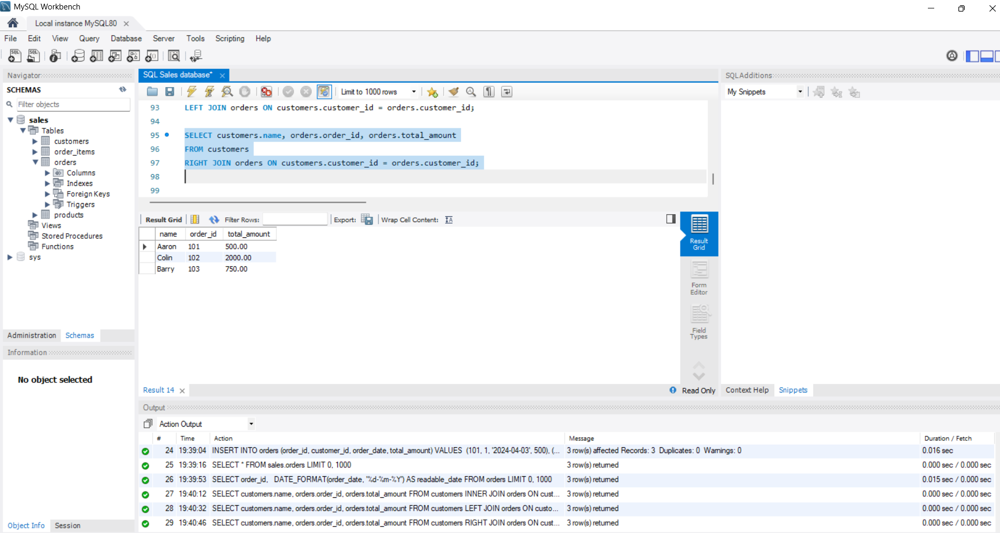 MySQL Workbench
Local instance MySQL80
File Edit View Query Database Server Tools Scripting Help
Navigator
SCHEMAS
Filter objects
sales
Tables
customers
order_items
orders
Columns
Indexes
Foreign Keys
Triggers
products
Views
Stored Procedures
Functions
sys
Administration Schemas
Information
No object selected
Object Info Session
SQL Sales database*
Limit to 1000 rows
93 LEFT JOIN orders ON customers.customer_id = orders.customer_id;
94
95 SELECT customers.name, orders.order_id, orders.total_amount
96 FROM customers
97 RIGHT JOIN orders ON customers.customer_id = orders.customer_id;
98
99
Result Grid Filter Rows: Export: Wrap Cell Content:
name order_id total_amount
Aaron 101 500.00
Colin 102 2000.00
Barry 103 750.00
Result Grid
Form Editor
Field Types
Result 14
Read Only
SQLAdditions
My Snippets
Context Help Snippets
Output
Action Output
# Time Action Message Duration / Fetch
24 19:39:04 INSERT INTO orders (order_id, customer_id, order_date, total_amount) VALUES (101, 1, '2024-04-03', 500), (... 3 row(s) affected Records: 3 Duplicates: 0 Warnings: 0 0.016 sec
25 19:39:16 SELECT * FROM sales.orders LIMIT 0, 1000 3 row(s) returned 0.000 sec / 0.000 sec
26 19:39:53 SELECT order_id, DATE_FORMAT(order_date, '%d-%m-%Y') AS readable_date FROM orders LIMIT 0, 1000 3 row(s) returned 0.015 sec / 0.000 sec
27 19:40:12 SELECT customers.name, orders.order_id, orders.total_amount FROM customers INNER JOIN orders ON cust... 3 row(s) returned 0.000 sec / 0.000 sec
28 19:40:32 SELECT customers.name, orders.order_id, orders.total_amount FROM customers LEFT JOIN orders ON custo... 3 row(s) returned 0.000 sec / 0.000 sec
29 19:40:46 SELECT customers.name, orders.order_id, orders.total_amount FROM customers RIGHT JOIN orders ON cust... 3 row(s) returned 0.000 sec / 0.000 sec